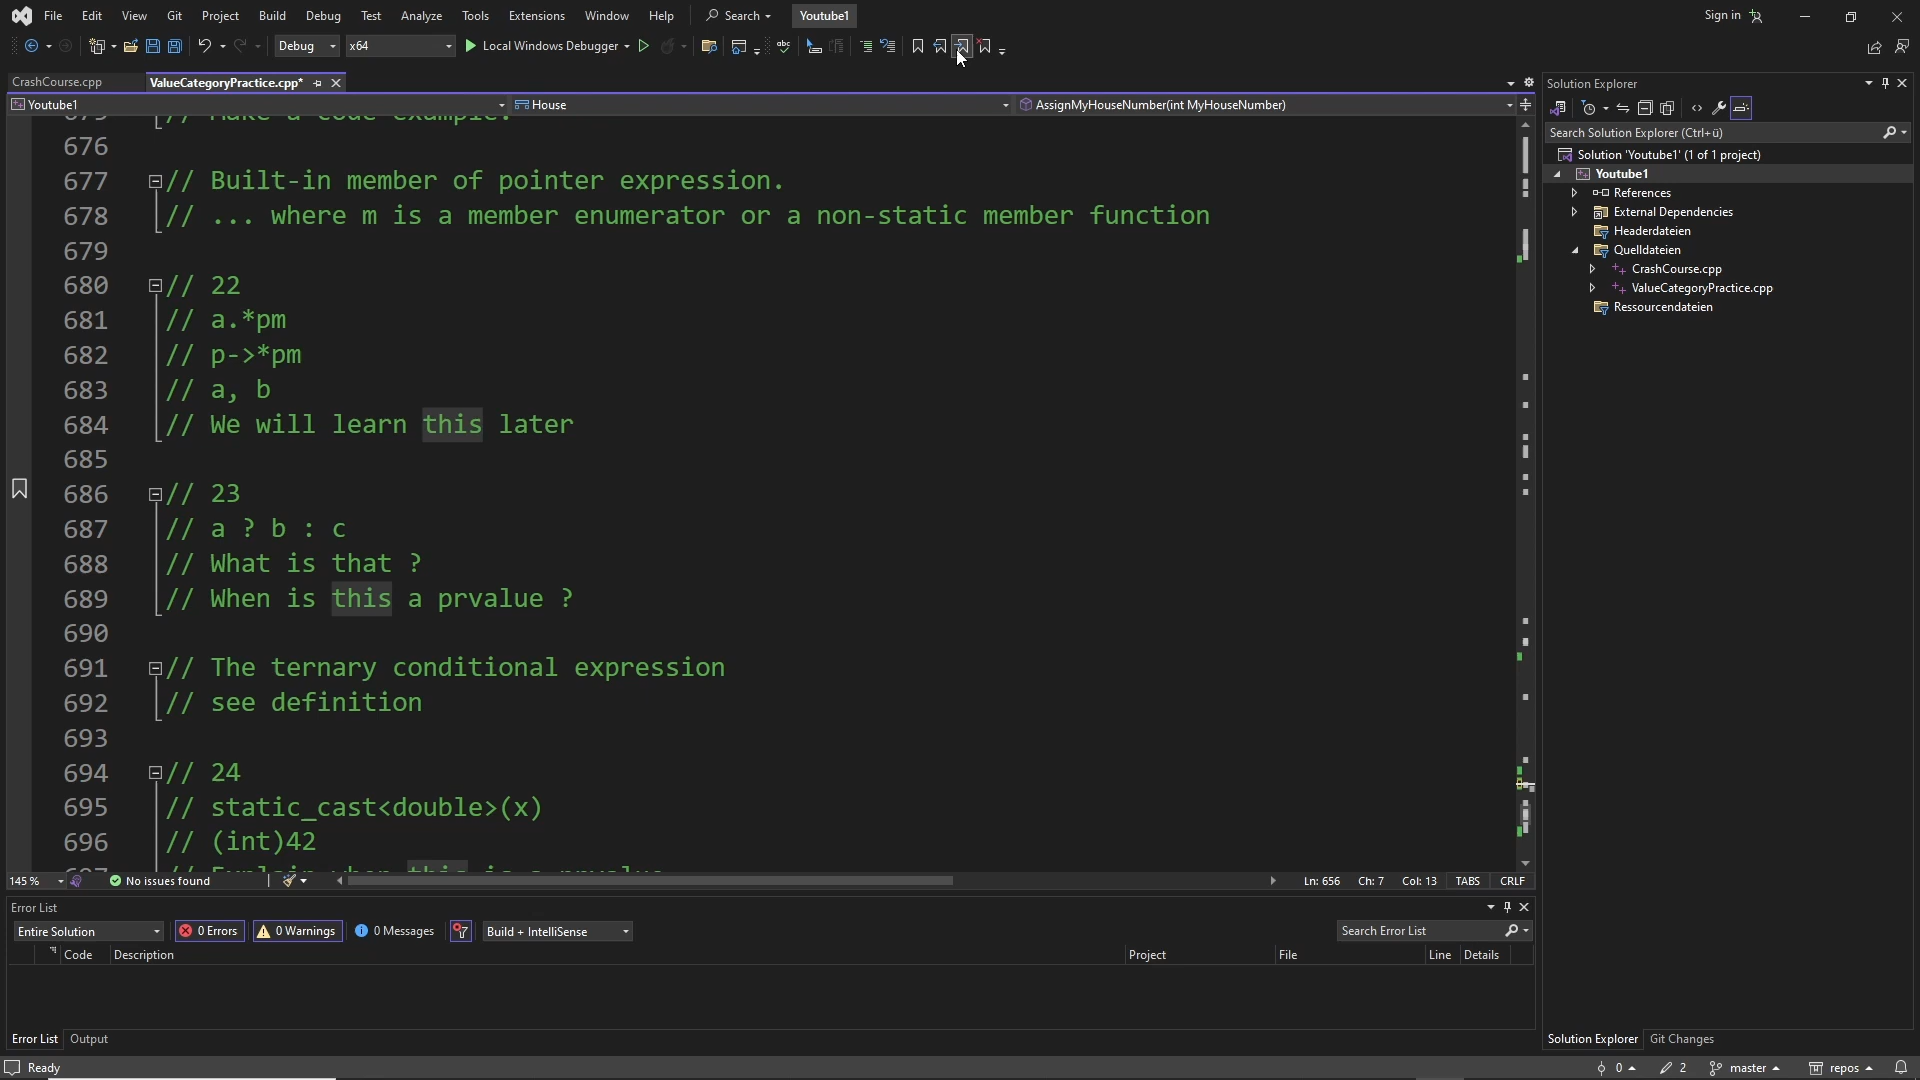 File Edit View Git Project Build Debug Test Analyze Tools Extensions Window Help Search Youtube1 Sign in
Debug x64 Local Windows Debugger
CrashCourse.cpp ValueCategoryPractice.cpp*
Youtube1 House AssignMyHouseNumber(int MyHouseNumber)
// Make a code example.
676
677 // Built-in member of pointer expression.
678 // ... where m is a member enumerator or a non-static member function
679
680 // 22
681 // a.*pm
682 // p->*pm
683 // a, b
684 // We will learn this later
685
686 // 23
687 // a ? b : c
688 // What is that ?
689 // When is this a prvalue ?
690
691 // The ternary conditional expression
692 // see definition
693
694 // 24
695 // static_cast<double>(x)
696 // (int)42
145 % No issues found Ln: 656 Ch: 7 Col: 13 TABS CRLF
Error List
Entire Solution 0 Errors 0 Warnings 0 Messages Build + IntelliSense Search Error List
Code Description Project File Line Details
Error List Output
Solution Explorer
Search Solution Explorer (Ctrl+ü)
Solution 'Youtube1' (1 of 1 project)
Youtube1
References
External Dependencies
Headerdateien
Quelldateien
CrashCourse.cpp
ValueCategoryPractice.cpp
Ressourcendateien
Solution Explorer Git Changes
Ready 0 2 master repos